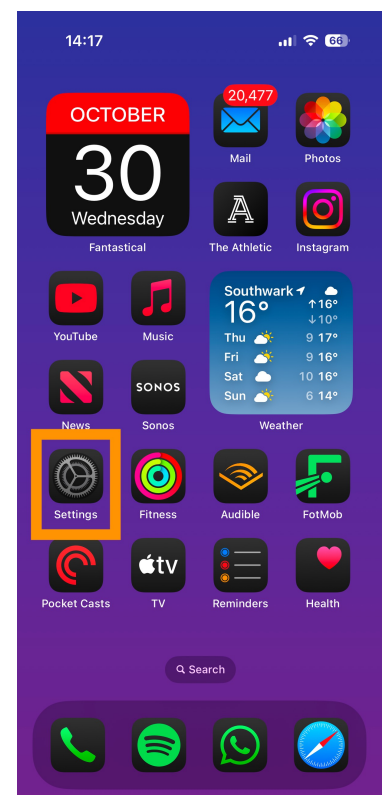 14:17
66
OCTOBER
30
Wednesday
Fantastical
20,477
Mail
Photos
The Athletic
Instagram
YouTube
Music
Southwark
16°
↑16°
↓10°
Thu 9 17°
Fri 9 16°
Sat 10 16°
Sun 6 14°
Weather
News
SONOS
Sonos
Settings
Fitness
Audible
FotMob
tv
Pocket Casts
TV
Reminders
Health
Search